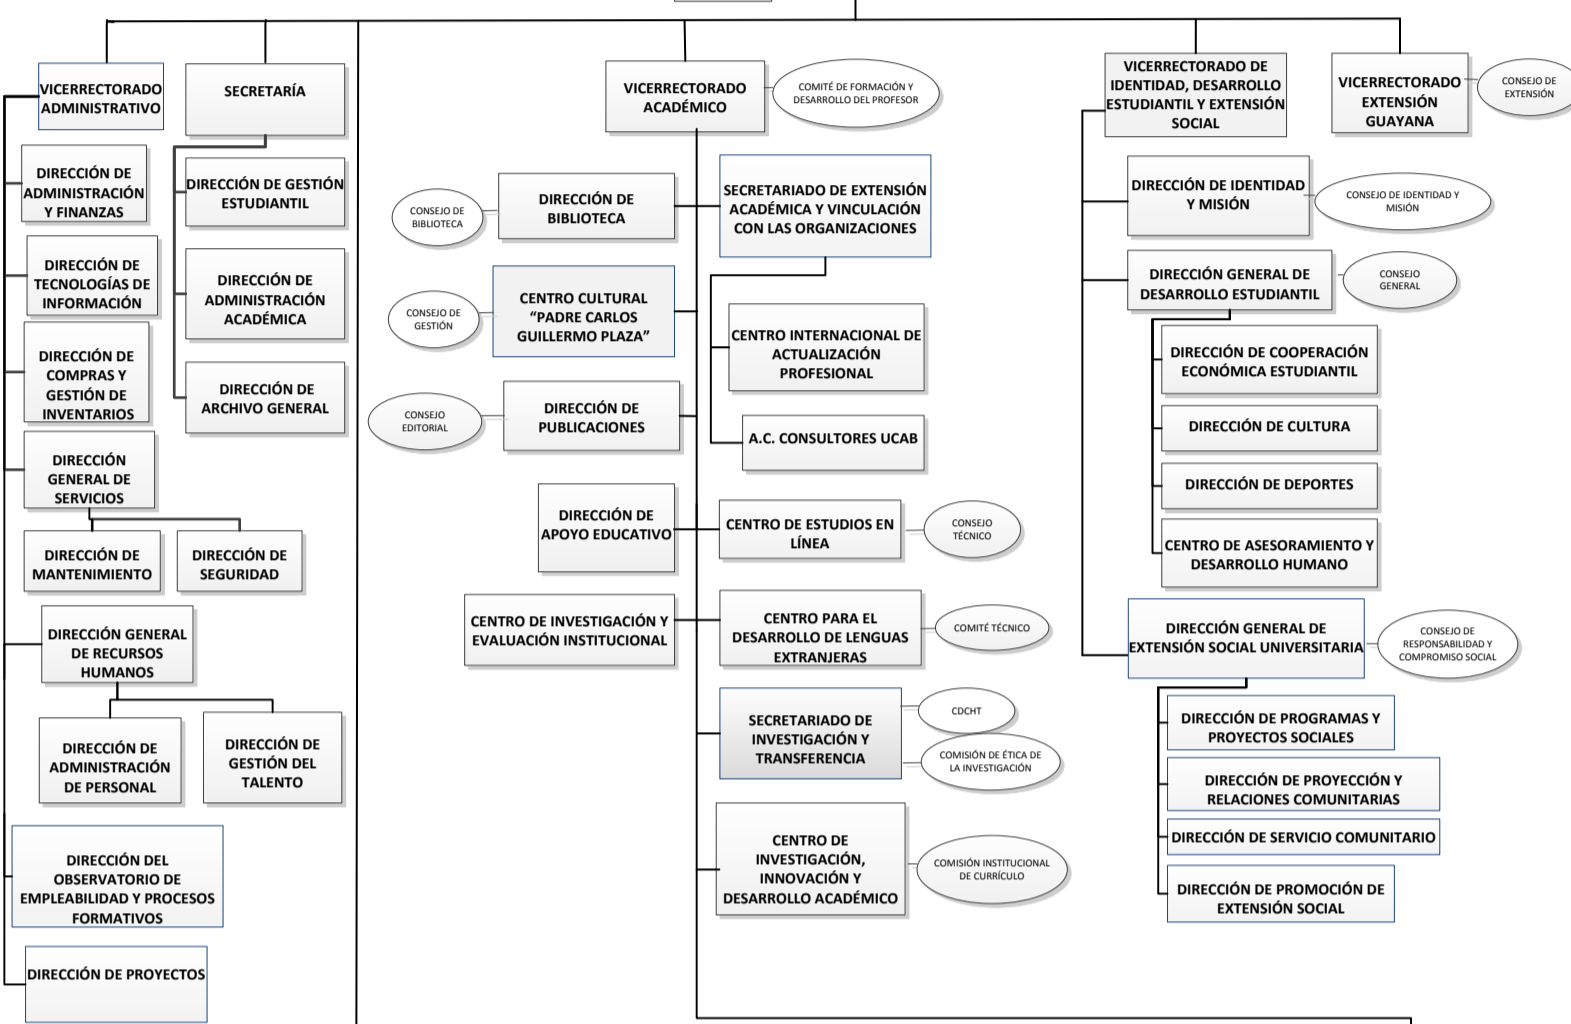 VICERRECTORADO
ADMINISTRATIVO
DIRECCIÓN DE
ADMINISTRACIÓN
Y FINANZAS
DIRECCIÓN DE
TECNOLOGÍAS DE
INFORMACIÓN
DIRECCIÓN DE
COMPRAS Y
GESTIÓN DE
INVENTARIOS
DIRECCIÓN
GENERAL DE
SERVICIOS
DIRECCIÓN DE
MANTENIMIENTO
DIRECCIÓN DE
SEGURIDAD
DIRECCIÓN GENERAL
DE RECURSOS
HUMANOS
DIRECCIÓN DE
ADMINISTRACIÓN
DE PERSONAL
DIRECCIÓN DE
GESTIÓN DEL
TALENTO
DIRECCIÓN DEL
OBSERVATORIO DE
EMPLEABILIDAD Y PROCESOS
FORMATIVOS
DIRECCIÓN DE PROYECTOS
SECRETARÍA
DIRECCIÓN DE GESTIÓN
ESTUDIANTIL
DIRECCIÓN DE
ADMINISTRACIÓN
ACADÉMICA
DIRECCIÓN DE
ARCHIVO GENERAL
VICERRECTORADO
ACADÉMICO
COMITÉ DE FORMACIÓN Y
DESARROLLO DEL PROFESOR
CONSEJO DE
BIBLIOTECA
DIRECCIÓN DE
BIBLIOTECA
SECRETARIADO DE EXTENSIÓN
ACADÉMICA Y VINCULACIÓN
CON LAS ORGANIZACIONES
CONSEJO DE
GESTIÓN
CENTRO CULTURAL
“PADRE CARLOS
GUILLERMO PLAZA”
CENTRO INTERNACIONAL DE
ACTUALIZACIÓN
PROFESIONAL
CONSEJO
EDITORIAL
DIRECCIÓN DE
PUBLICACIONES
A.C. CONSULTORES UCAB
DIRECCIÓN DE
APOYO EDUCATIVO
CENTRO DE ESTUDIOS EN
LÍNEA
CONSEJO
TÉCNICO
CENTRO DE INVESTIGACIÓN Y
EVALUACIÓN INSTITUCIONAL
CENTRO PARA EL
DESARROLLO DE LENGUAS
EXTRANJERAS
COMITÉ TÉCNICO
SECRETARIADO DE
INVESTIGACIÓN Y
TRANSFERENCIA
CDCHT
COMISIÓN DE ÉTICA DE
LA INVESTIGACIÓN
CENTRO DE
INVESTIGACIÓN,
INNOVACIÓN Y
DESARROLLO ACADÉMICO
COMISIÓN INSTITUCIONAL
DE CURRÍCULO
VICERRECTORADO DE
IDENTIDAD, DESARROLLO
ESTUDIANTIL Y EXTENSIÓN
SOCIAL
DIRECCIÓN DE IDENTIDAD
Y MISIÓN
CONSEJO DE IDENTIDAD Y
MISIÓN
DIRECCIÓN GENERAL DE
DESARROLLO ESTUDIANTIL
CONSEJO
GENERAL
DIRECCIÓN DE COOPERACIÓN
ECONÓMICA ESTUDIANTIL
DIRECCIÓN DE CULTURA
DIRECCIÓN DE DEPORTES
CENTRO DE ASESORAMIENTO Y
DESARROLLO HUMANO
DIRECCIÓN GENERAL DE
EXTENSIÓN SOCIAL UNIVERSITARIA
CONSEJO DE
RESPONSABILIDAD Y
COMPROMISO SOCIAL
DIRECCIÓN DE PROGRAMAS Y
PROYECTOS SOCIALES
DIRECCIÓN DE PROYECCIÓN Y
RELACIONES COMUNITARIAS
DIRECCIÓN DE SERVICIO COMUNITARIO
DIRECCIÓN DE PROMOCIÓN DE
EXTENSIÓN SOCIAL
VICERRECTORADO
EXTENSIÓN
GUAYANA
CONSEJO DE
EXTENSIÓN